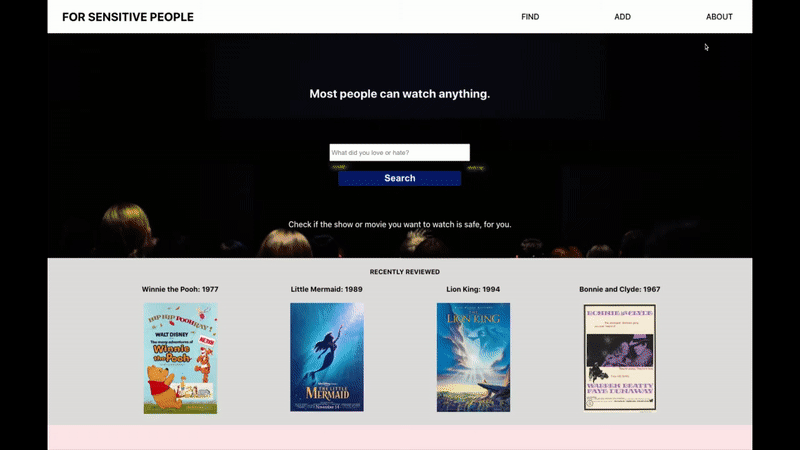 FOR SENSITIVE PEOPLE
FIND
ADD
ABOUT
Most people can watch anything.
What did you love or hate?
Search
Check if the show or movie you want to watch is safe, for you.
RECENTLY REVIEWED
Winnie the Pooh: 1977
Little Mermaid: 1989
Lion King: 1994
Bonnie and Clyde: 1967
HIP HIP POOHRAY!
WALT DISNEY
The many adventures of
Winnie
the Pooh
THE LITTLE
MERMAID
November 14
THE
LION KING
BONNIE and CLYDE
WARREN BEATTY
FAYE DUNAWAY